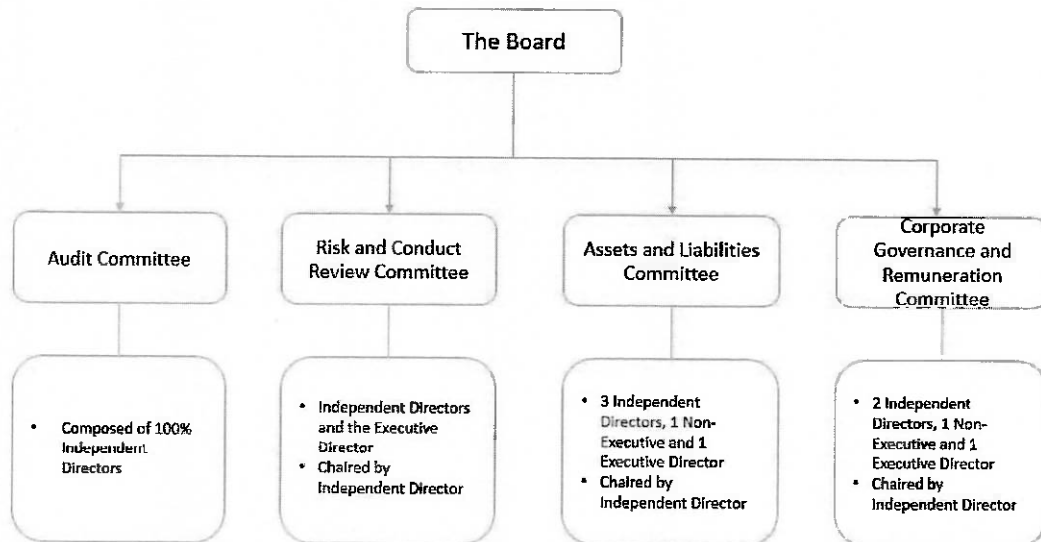 The Board
Audit Committee
Risk and Conduct
Review Committee
Assets and Liabilities
Committee
Corporate
Governance and
Remuneration
Committee
• Composed of 100%
Independent
Directors
• Independent Directors
and the Executive
Director
• Chaired by
Independent Director
• 3 Independent
Directors, 1 Non-
Executive and 1
Executive Director
• Chaired by
Independent Director
• 2 Independent
Directors, 1 Non-
Executive and 1
Executive Director
• Chaired by
Independent Director